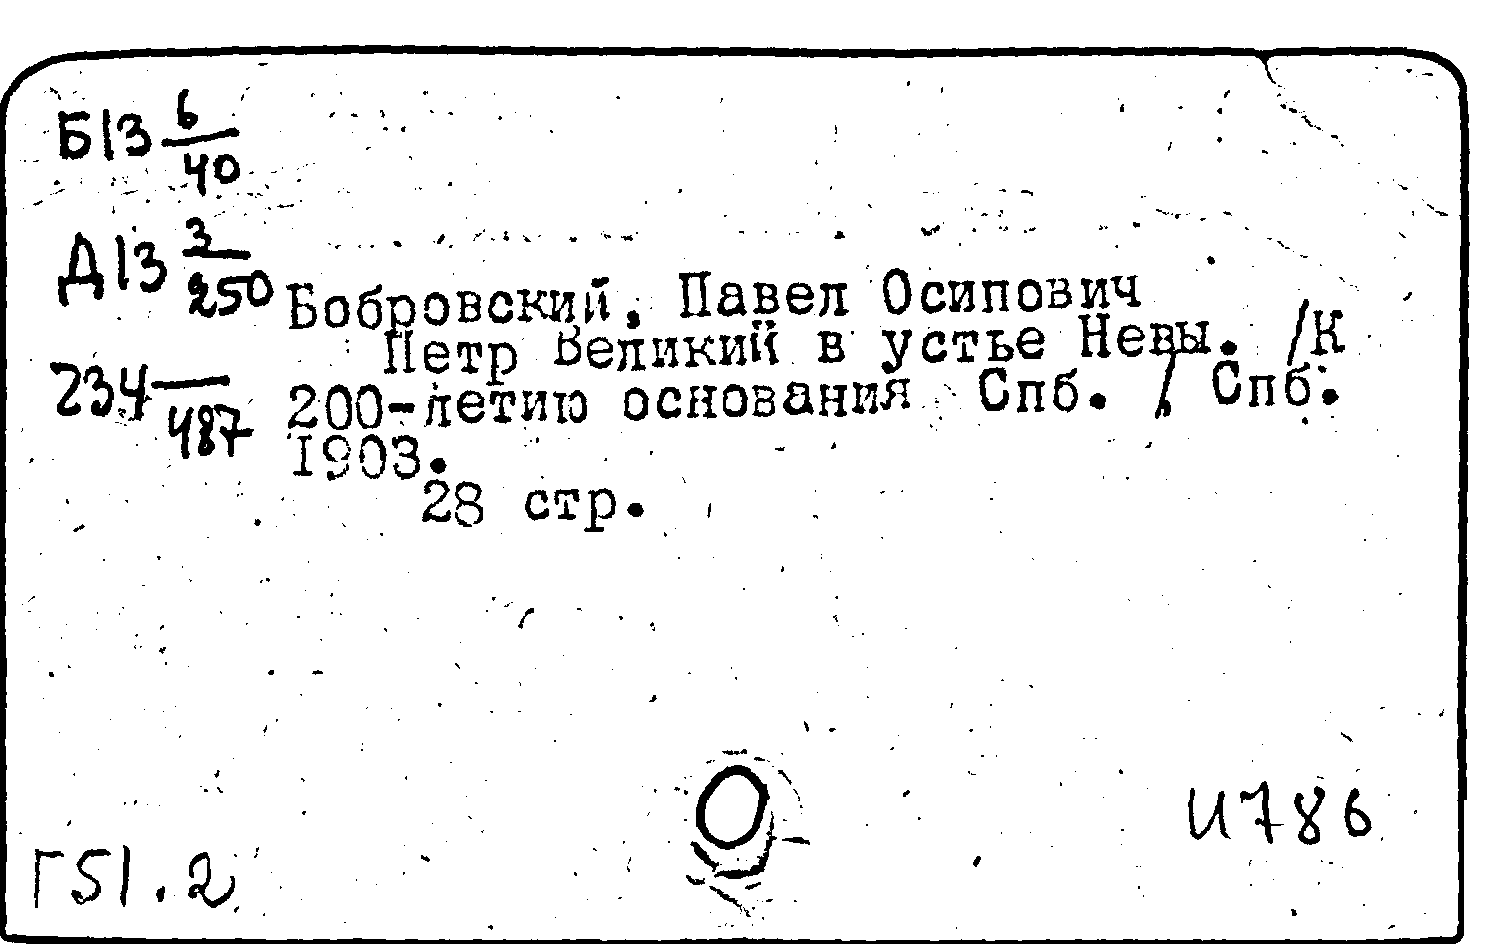 Б13 6/40
Д13 3/250
Бобровский, Павел Осипович
Петр Великий в устье Невы. /К
234 —/487
200-летию основания Спб. /. Спб.
1903.
28 стр.
И786
Г51.2